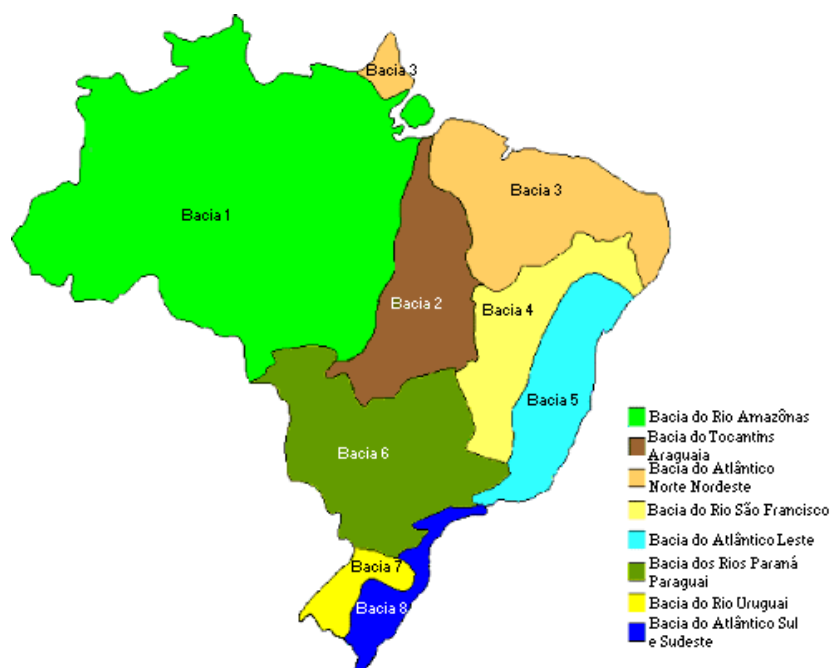 Bacia 3
Bacia 3
Bacia 1
Bacia 2
Bacia 4
Bacia 5
Bacia 6
Bacia 7
Bacia 8
Bacia do Rio Amazônas
Bacia do Tocantins
Araguaia
Bacia do Atlântico
Norte Nordeste
Bacia do Rio São Francisco
Bacia do Atlântico Leste
Bacia dos Rios Paraná
Paraguai
Bacia do Rio Uruguai
Bacia do Atlântico Sul
e Sudeste